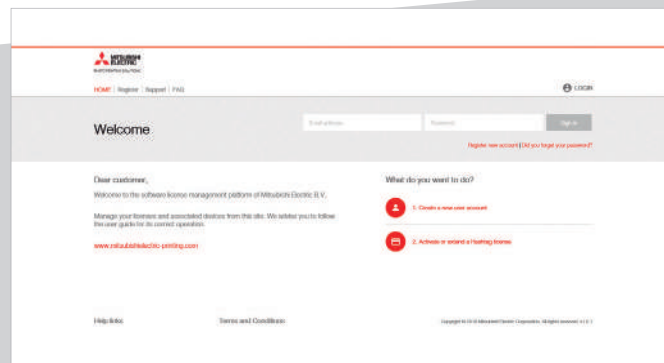 MITSUBISHI
ELECTRIC
HOME | Register | Support | FAQ
LOGIN
Welcome
E-mail address
Password
Sign in
Register new account | Did you forget your password?
Dear customer,
Welcome to the software license management platform of Mitsubishi Electric B.V.
Manage your licenses and associated devices from this site. We advise you to follow
the user guide for its correct operation.
www.mitsubishielectric-printing.com
What do you want to do?
1. Create a new user account
2. Activate or extend a Hashtag license
Help links
Terms and Conditions